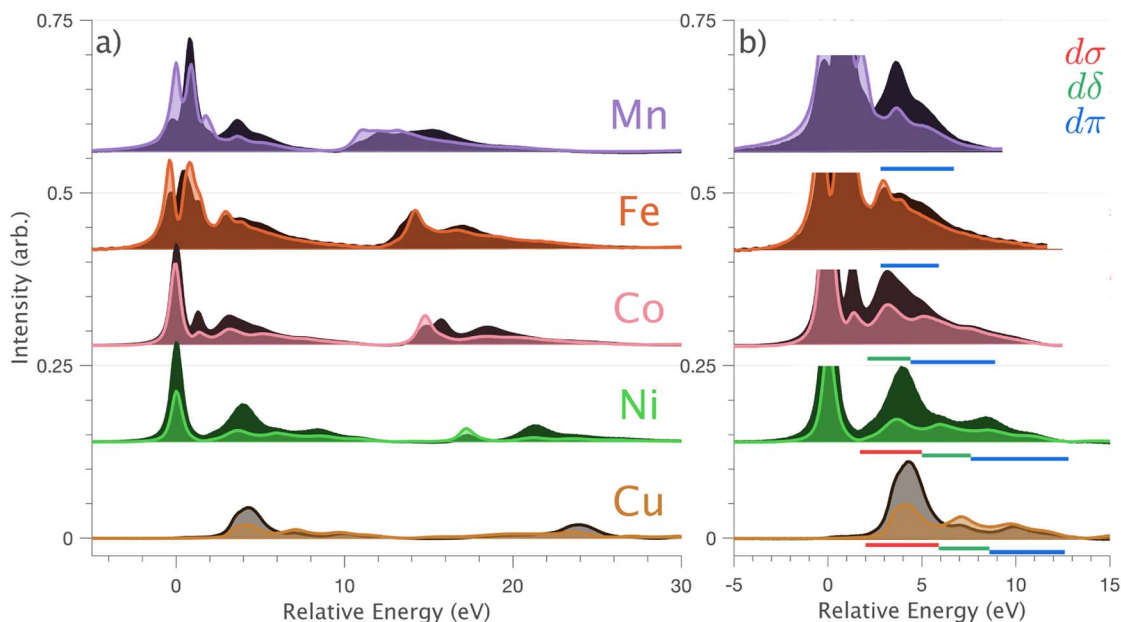 a)
b)
0.75
0.5
0.25
0
Intensity (arb.)
Mn
Fe
Co
Ni
Cu
0
10
20
30
Relative Energy (eV)
0.75
0.5
0.25
0
dσ
dδ
dπ
-5
0
5
10
15
Relative Energy (eV)